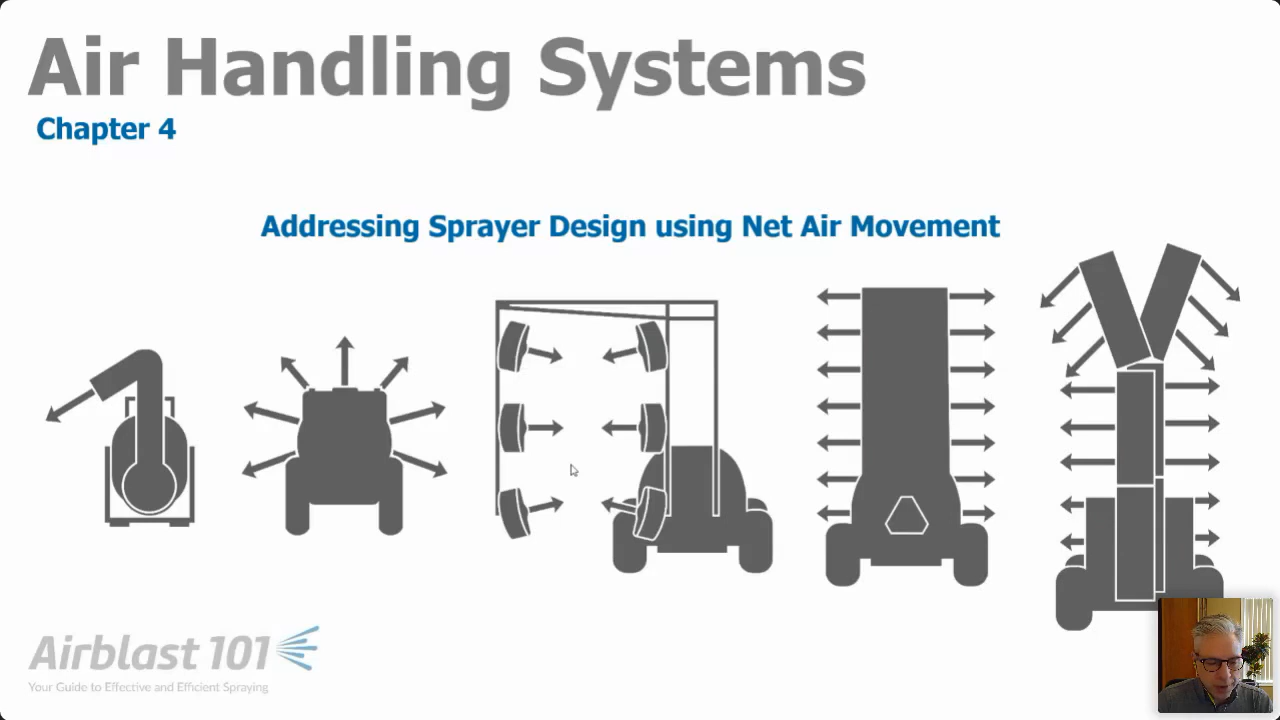 Air Handling Systems
Chapter 4
Addressing Sprayer Design using Net Air Movement
Airblast 101
Your Guide to Effective and Efficient Spraying